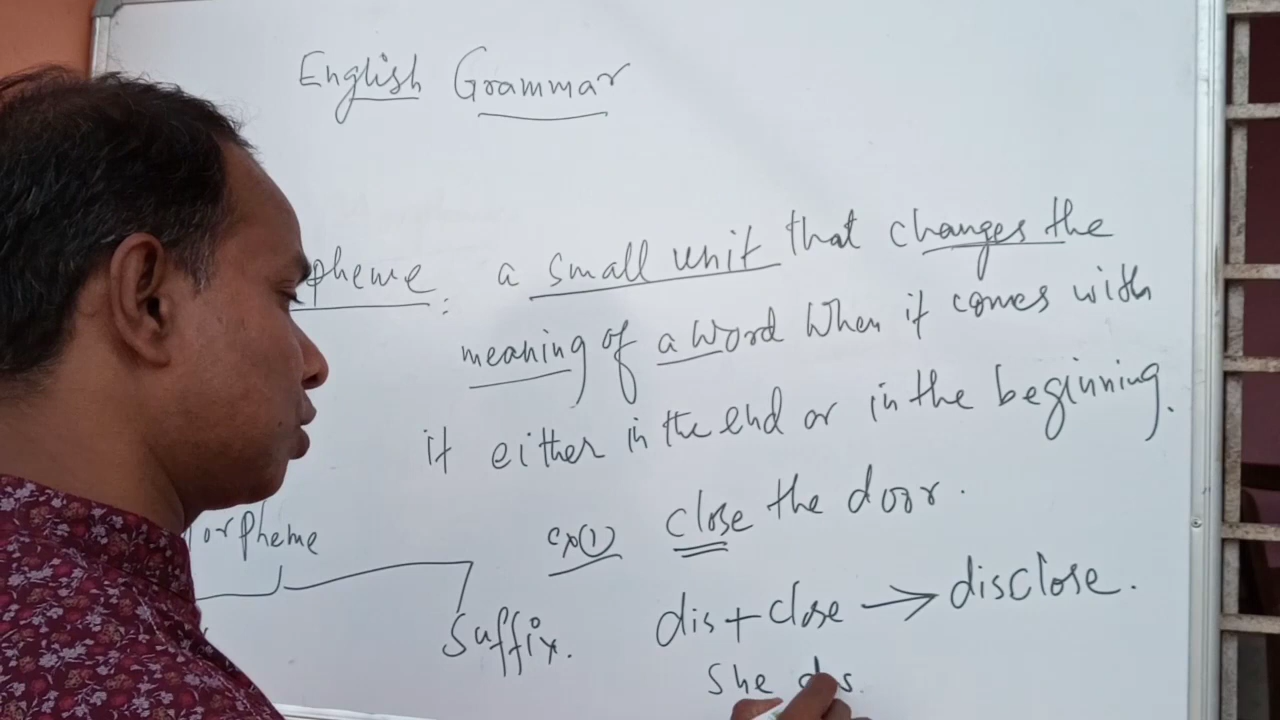 English Grammar
pheme : a small unit that changes the
meaning of a word when it comes with
it either in the end or in the beginning.
orpheme
Suffix.
ex(1) close the door.
dis + close → disclose.
She dis